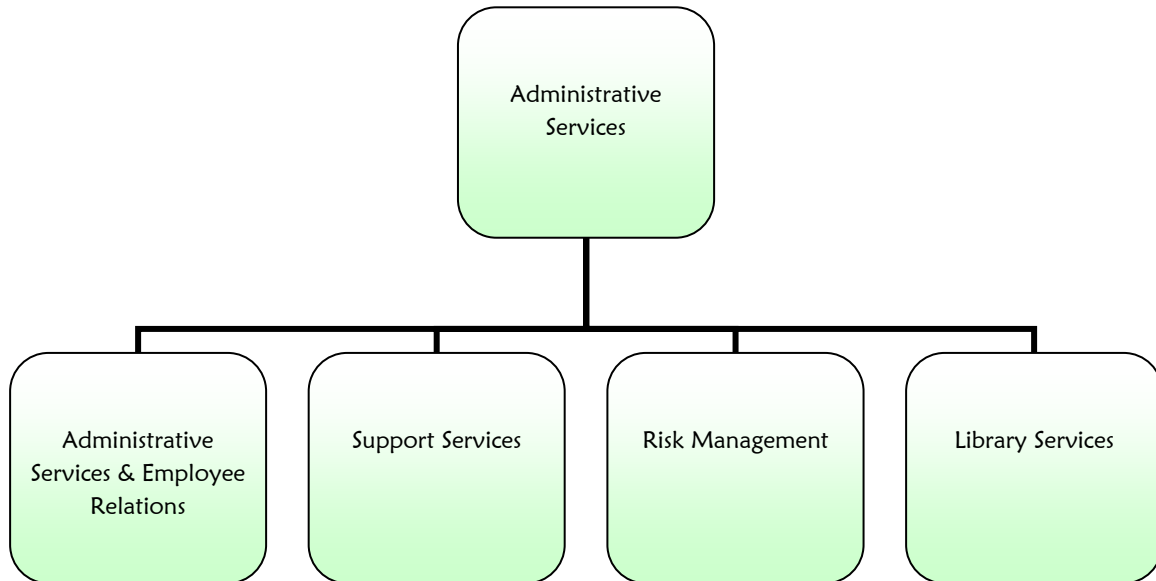 Administrative
Services
Administrative
Services & Employee
Relations
Support Services
Risk Management
Library Services